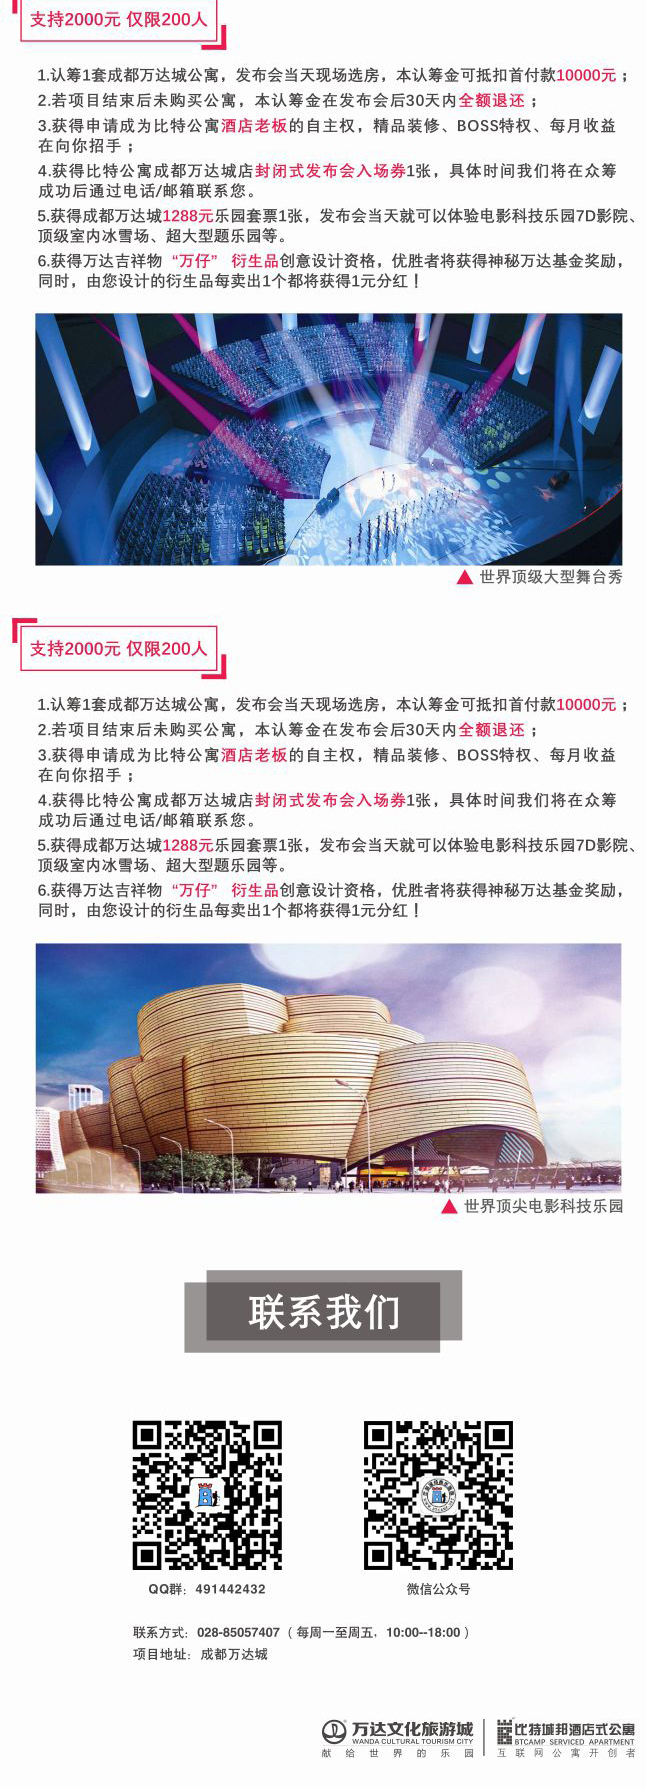 支持2000元 仅限200人
1.认筹1套成都万达城公寓，发布会当天现场选房，本认筹金可抵扣首付款10000元；
2.若项目结束后未购买公寓，本认筹金在发布会后30天内全额退还；
3.获得申请成为比特公寓酒店老板的自主权，精品装修、BOSS特权、每月收益
在向你招手；
4.获得比特公寓成都万达城店封闭式发布会入场券1张，具体时间我们将在众筹
成功后通过电话/邮箱联系您。
5.获得成都万达城1288元乐园套票1张，发布会当天就可以体验电影科技乐园7D影院、
顶级室内冰雪场、超大型题乐园等。
6.获得万达吉祥物 “万仔” 衍生品创意设计资格，优胜者将获得神秘万达基金奖励，
同时，由您设计的衍生品每卖出1个都将获得1元分红！
▲ 世界顶级大型舞台秀
支持2000元 仅限200人
1.认筹1套成都万达城公寓，发布会当天现场选房，本认筹金可抵扣首付款10000元；
2.若项目结束后未购买公寓，本认筹金在发布会后30天内全额退还；
3.获得申请成为比特公寓酒店老板的自主权，精品装修、BOSS特权、每月收益
在向你招手；
4.获得比特公寓成都万达城店封闭式发布会入场券1张，具体时间我们将在众筹
成功后通过电话/邮箱联系您。
5.获得成都万达城1288元乐园套票1张，发布会当天就可以体验电影科技乐园7D影院、
顶级室内冰雪场、超大型题乐园等。
6.获得万达吉祥物 “万仔” 衍生品创意设计资格，优胜者将获得神秘万达基金奖励，
同时，由您设计的衍生品每卖出1个都将获得1元分红！
▲ 世界顶尖电影科技乐园
联系我们
QQ群：491442432
微信公众号
联系方式：028-85057407（每周一至周五，10:00--18:00）
项目地址：成都万达城
万达文化旅游城
WANDA CULTURAL TOURISM CITY
献给世界的乐园
比特城邦酒店式公寓
BTCAMP SERVICED APARTMENT
互联网公寓开创者